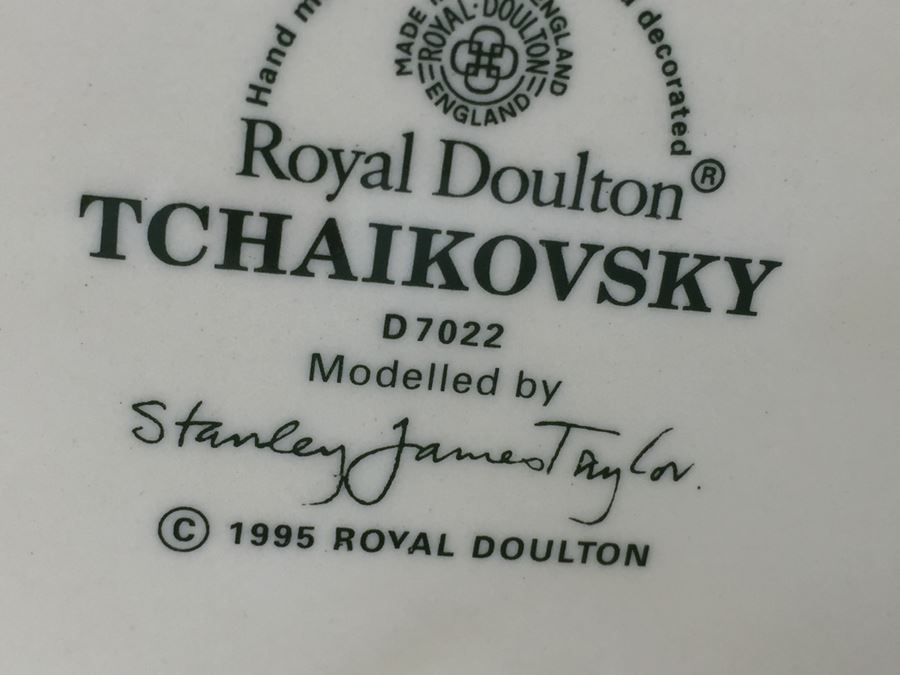 Hand
decorated
MADE ENGLAND
ROYAL·DOULTON
ENGLAND
Royal Doulton®
TCHAIKOVSKY
D7022
Modelled by
Stanley James Taylor.
© 1995 ROYAL DOULTON